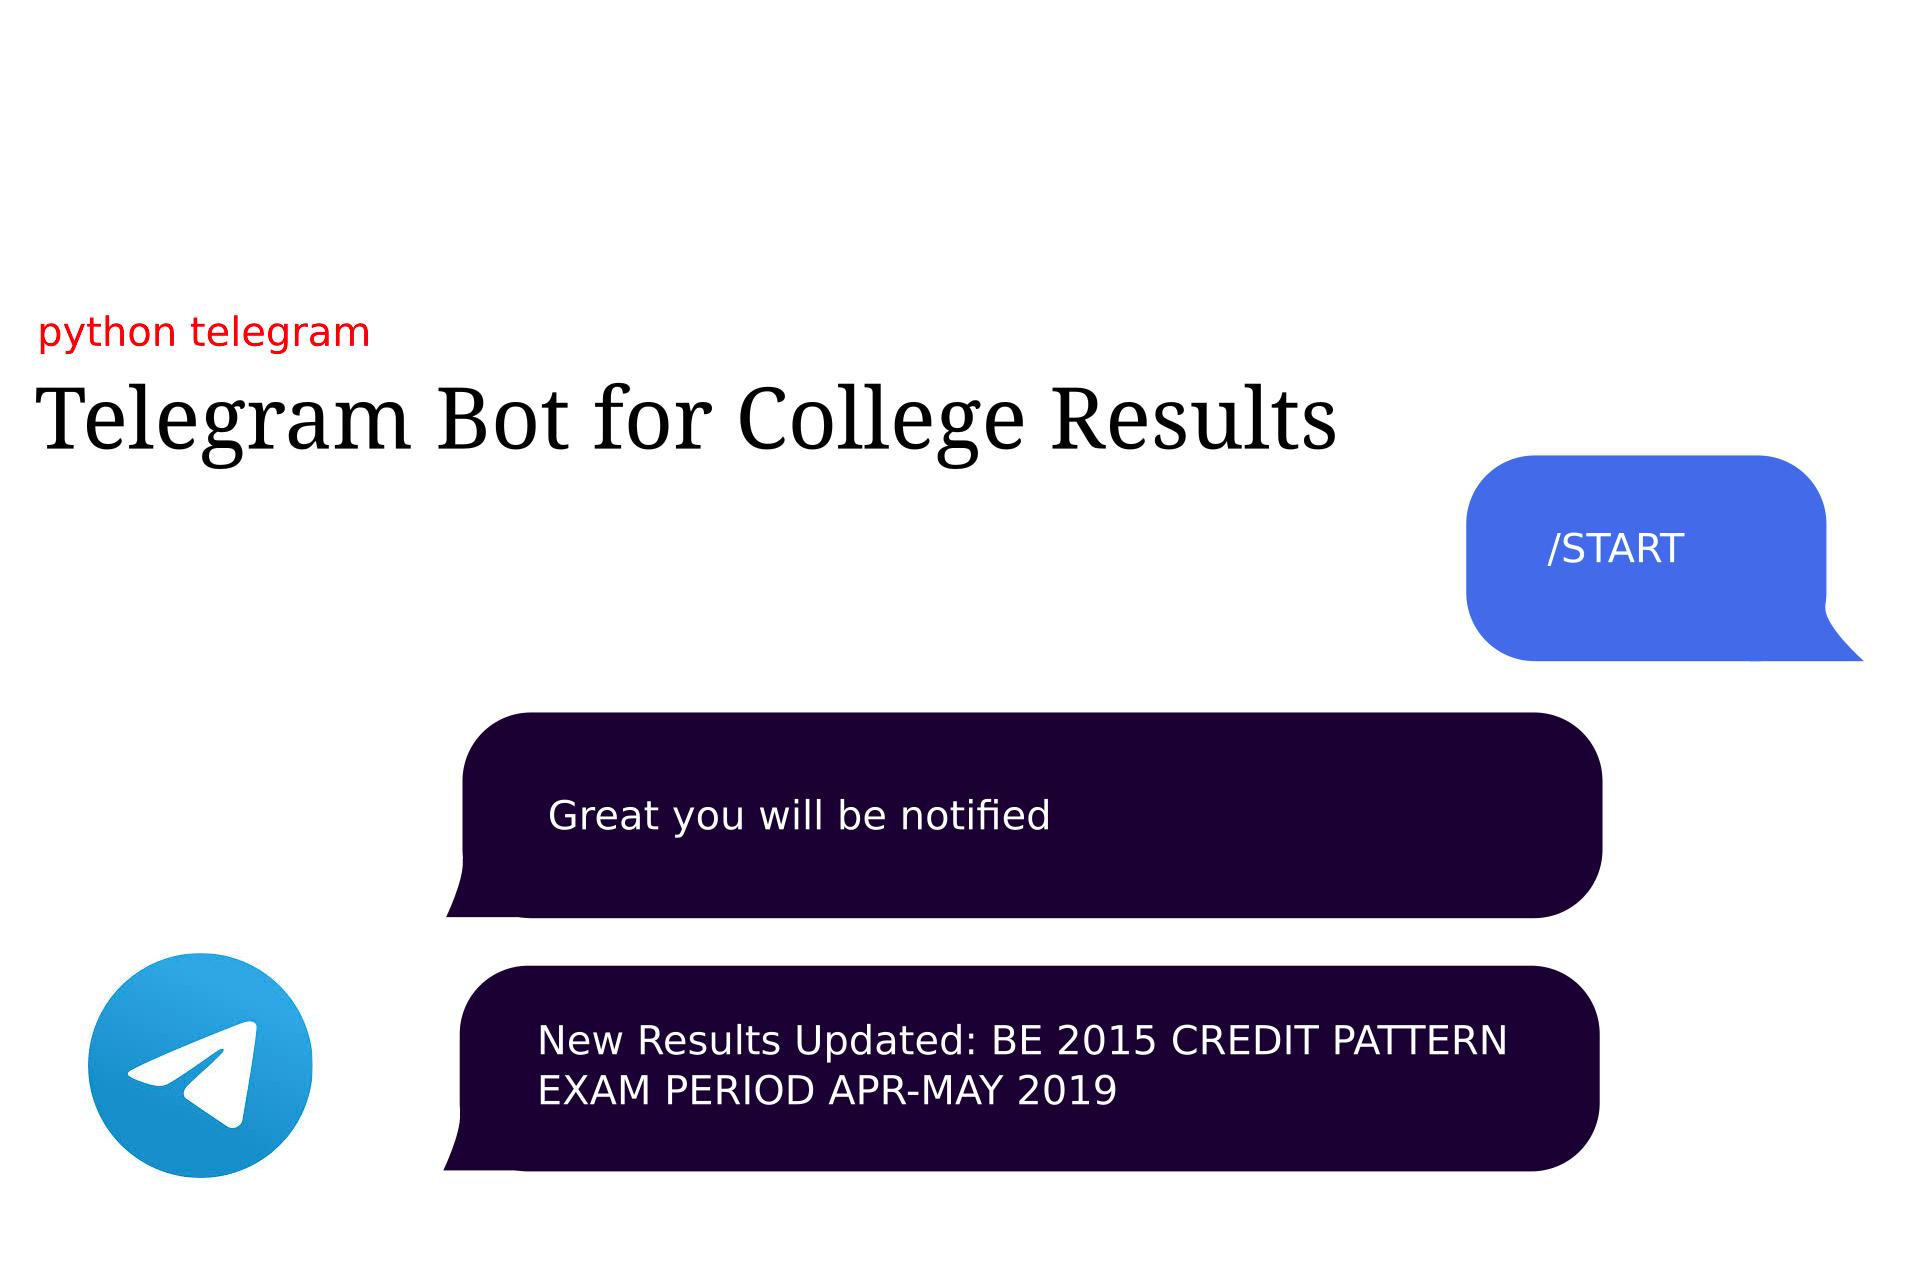 python telegram
Telegram Bot for College Results
/START
Great you will be notified
New Results Updated: BE 2015 CREDIT PATTERN
EXAM PERIOD APR-MAY 2019